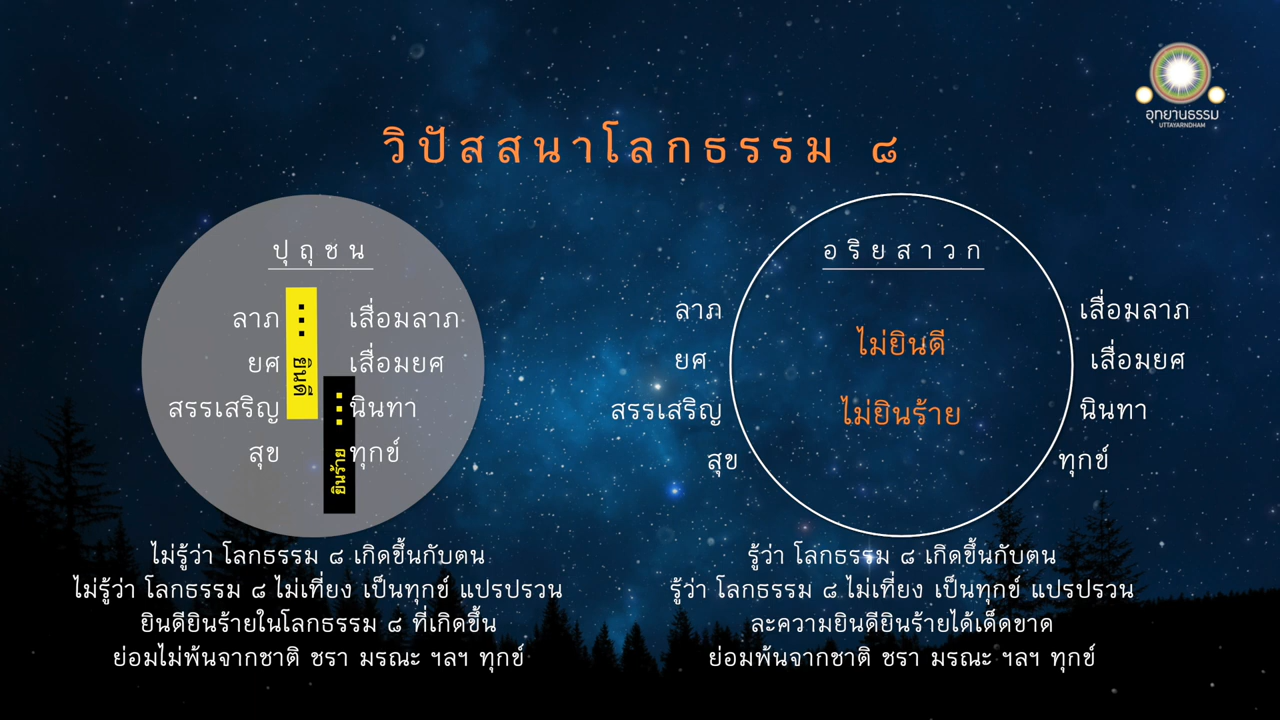 อุทยานธรรม
UTTAYARNDHAM
วิปัสสนาโลกธรรม ๘
ปุถุชน
ลาภ
เสื่อมลาภ
ยศ
เสื่อมยศ
สรรเสริญ
นินทา
สุข
ทุกข์
ยินดี ...
ยินร้าย ...
ไม่รู้ว่า โลกธรรม ๘ เกิดขึ้นกับตน
ไม่รู้ว่า โลกธรรม ๘ ไม่เที่ยง เป็นทุกข์ แปรปรวน
ยินดียินร้ายในโลกธรรม ๘ ที่เกิดขึ้น
ย่อมไม่พ้นจากชาติ ชรา มรณะ ฯลฯ ทุกข์
อริยสาวก
ลาภ
เสื่อมลาภ
ไม่ยินดี
ยศ
เสื่อมยศ
สรรเสริญ
ไม่ยินร้าย
นินทา
สุข
ทุกข์
รู้ว่า โลกธรรม ๘ เกิดขึ้นกับตน
รู้ว่า โลกธรรม ๘ ไม่เที่ยง เป็นทุกข์ แปรปรวน
ละความยินดียินร้ายได้เด็ดขาด
ย่อมพ้นจากชาติ ชรา มรณะ ฯลฯ ทุกข์